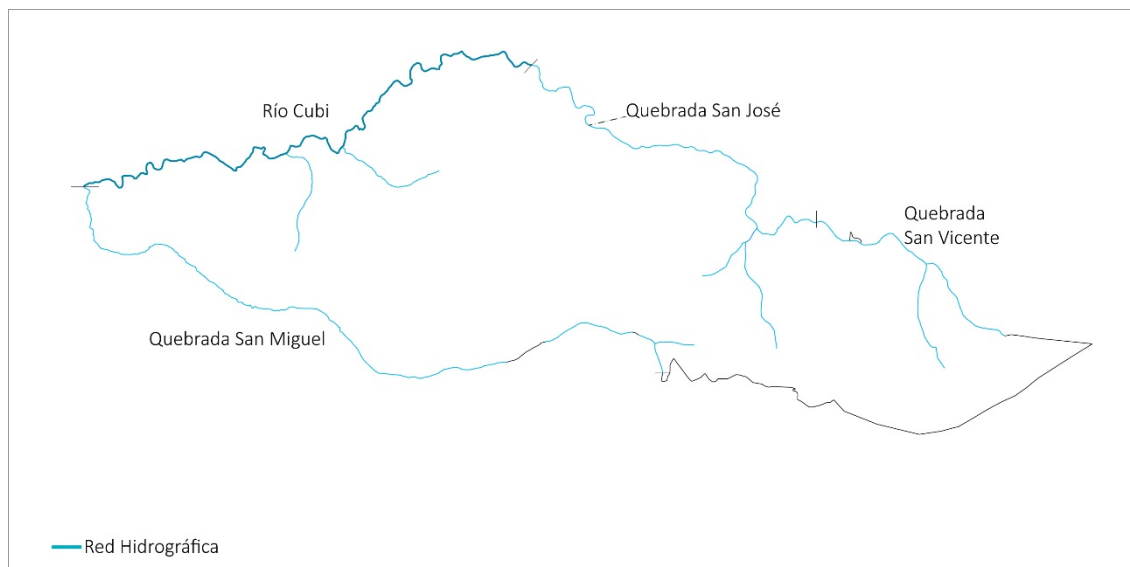 Río Cubi
Quebrada San José
Quebrada
San Vicente
Quebrada San Miguel
Red Hidrográfica